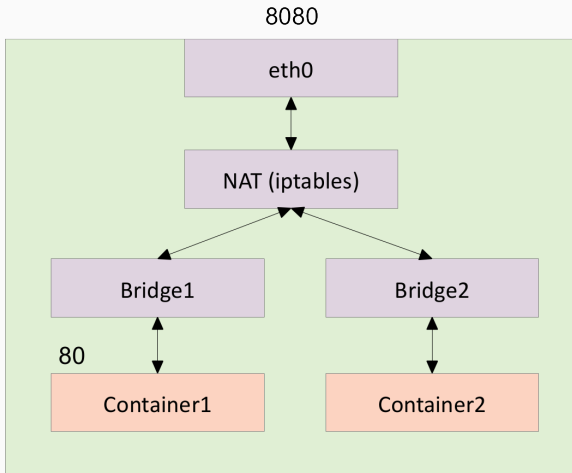 8080
eth0
NAT (iptables)
Bridge1
Bridge2
80
Container1
Container2